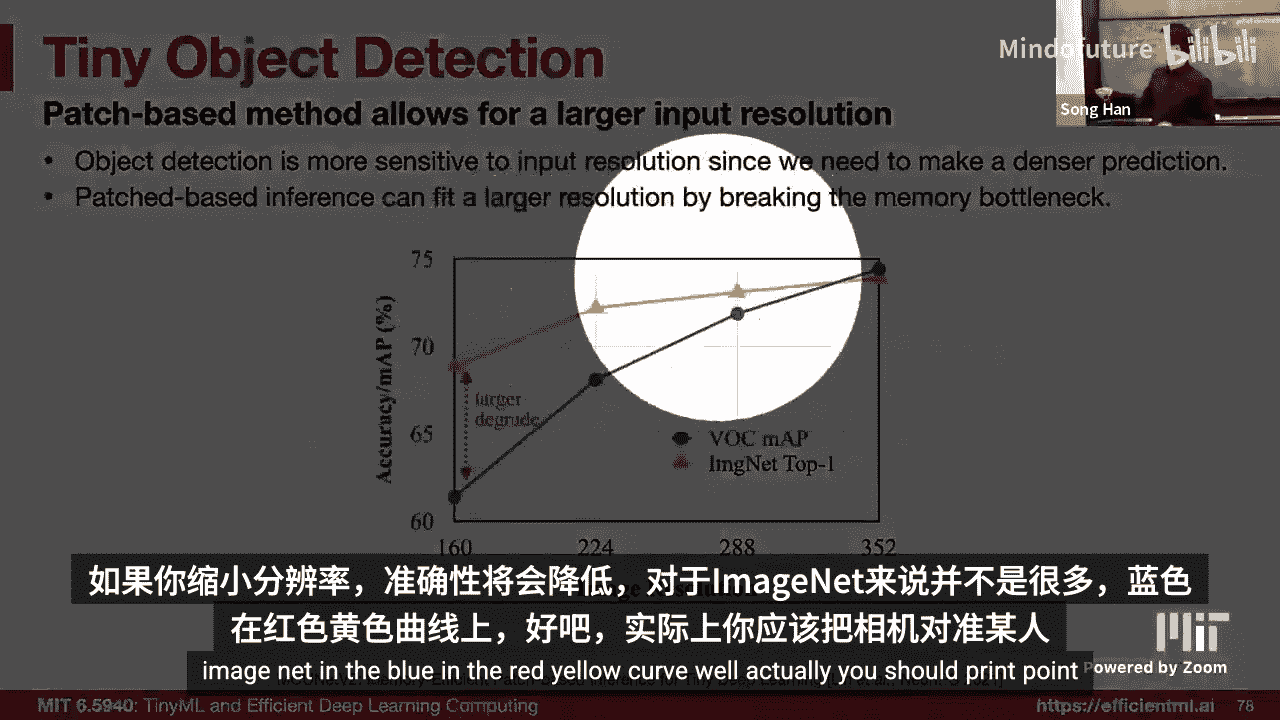 Tiny Object Detection
Mindofuture bilibili
Song Han
Patch-based method allows for a larger input resolution
• Object detection is more sensitive to input resolution since we need to make a denser prediction.
• Patched-based inference can fit a larger resolution by breaking the memory bottleneck.
75
70
65
60
Accuracy/mAP (%)
larger
degrade
VOC mAP
ImgNet Top-1
160 224 288 352
如果你缩小分辨率，准确性将会降低，对于ImageNet来说并不是很多，蓝色
在红色黄色曲线上，好吧，实际上你应该把相机对准某人
image net in the blue in the red yellow curve well actually you should print point
MIT
Powered by Zoom
MIT 6.5940: TinyML and Efficient Deep Learning Computing
https://efficientml.ai
78